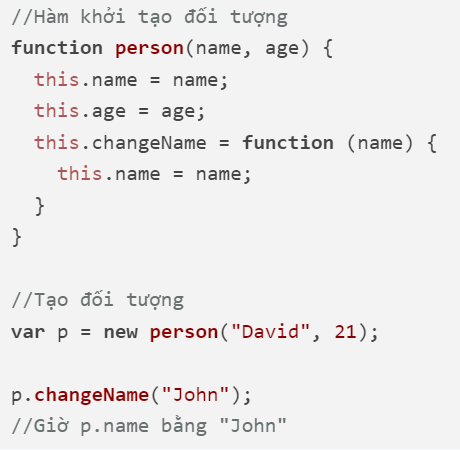 //Hàm khởi tạo đối tượng
function person(name, age) {
  this.name = name;
  this.age = age;
  this.changeName = function (name) {
    this.name = name;
  }
}

//Tạo đối tượng
var p = new person("David", 21);

p.changeName("John");
//Giờ p.name bằng "John"